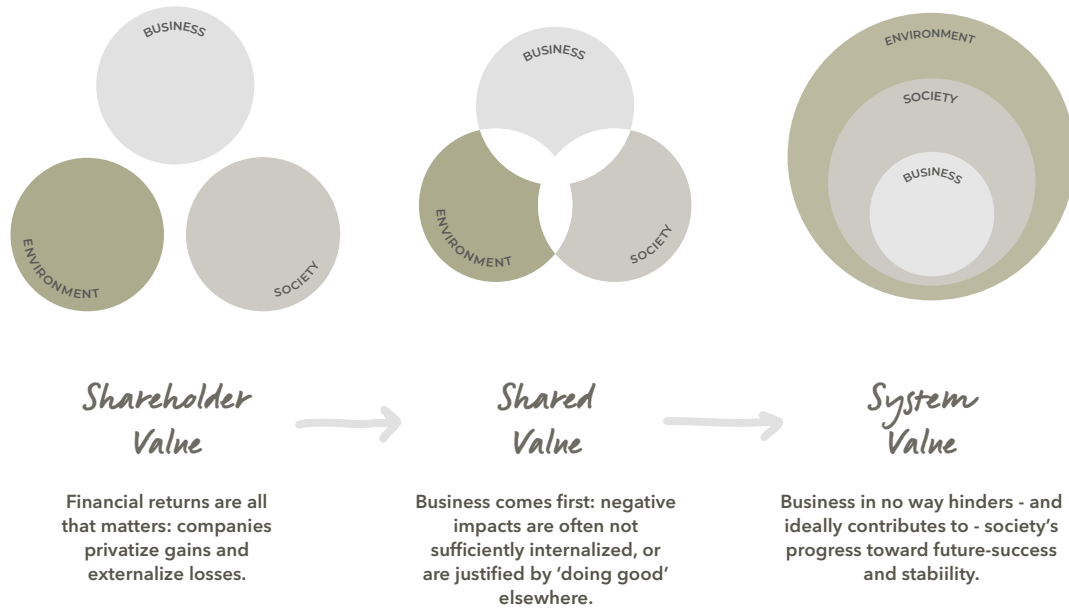 BUSINESS
ENVIRONMENT
SOCIETY
BUSINESS
ENVIRONMENT
SOCIETY
ENVIRONMENT
SOCIETY
BUSINESS
Shareholder
Value
Financial returns are all
that matters: companies
privatize gains and
externalize losses.
Shared
Value
Business comes first: negative
impacts are often not
sufficiently internalized, or
are justified by ‘doing good’
elsewhere.
System
Value
Business in no way hinders - and
ideally contributes to - society’s
progress toward future-success
and stabiility.